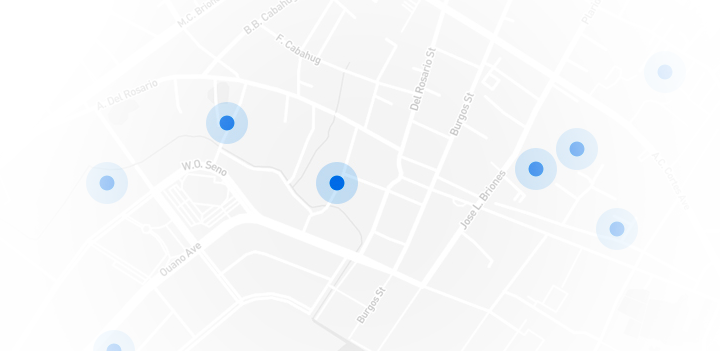 M.C. Briones
B.B. Cabahug
F. Cabahug
A. Del Rosario
Del Rosario St
Burgos St
W.O. Seno
Jose L. Briones
Ouano Ave
Burgos St